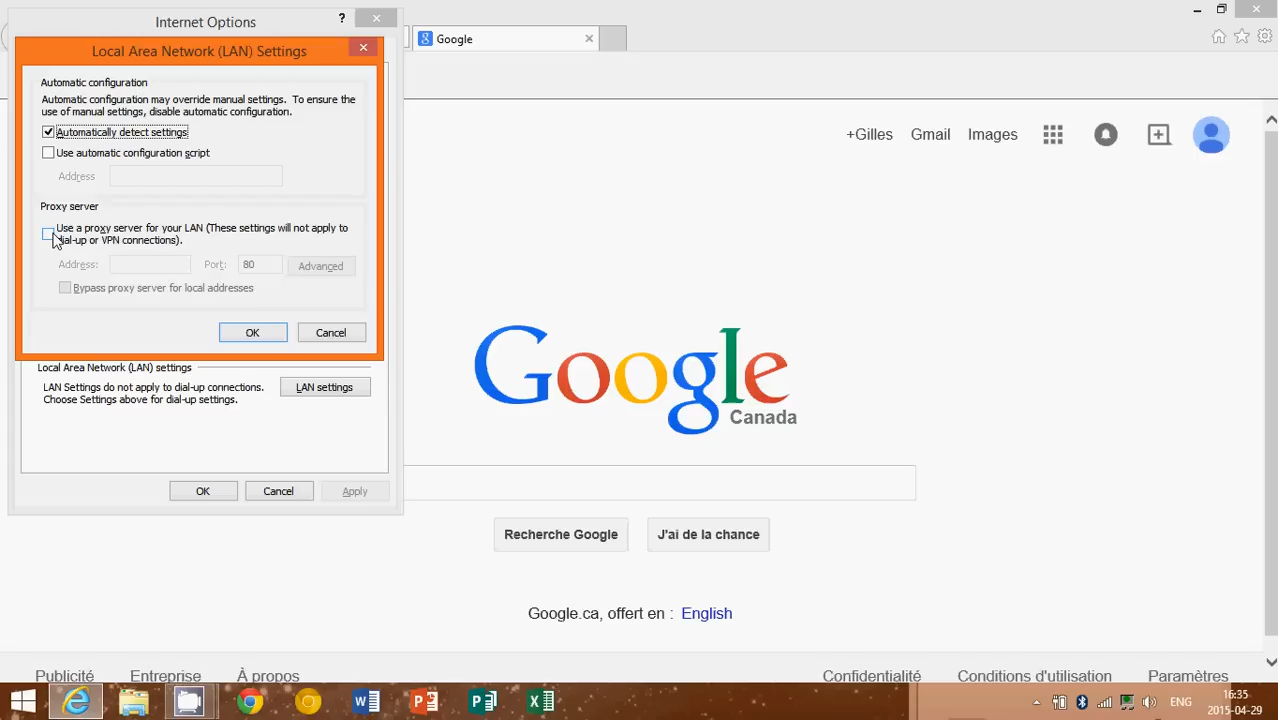 Internet Options
?
Google
Local Area Network (LAN) Settings
Automatic configuration
Automatic configuration may override manual settings. To ensure the
use of manual settings, disable automatic configuration.
Automatically detect settings
Use automatic configuration script
Address
Proxy server
Use a proxy server for your LAN (These settings will not apply to
dial-up or VPN connections).
Address:
Port:
80
Advanced
Bypass proxy server for local addresses
OK
Cancel
Local Area Network (LAN) settings
LAN Settings do not apply to dial-up connections.
Choose Settings above for dial-up settings.
LAN settings
OK
Cancel
Apply
+Gilles
Gmail
Images
Google
Canada
Recherche Google
J'ai de la chance
Google.ca, offert en : English
Publicité
Entreprise
À propos
Confidentialité
Conditions d'utilisation
Paramètres
ENG
16:35
2015-04-29